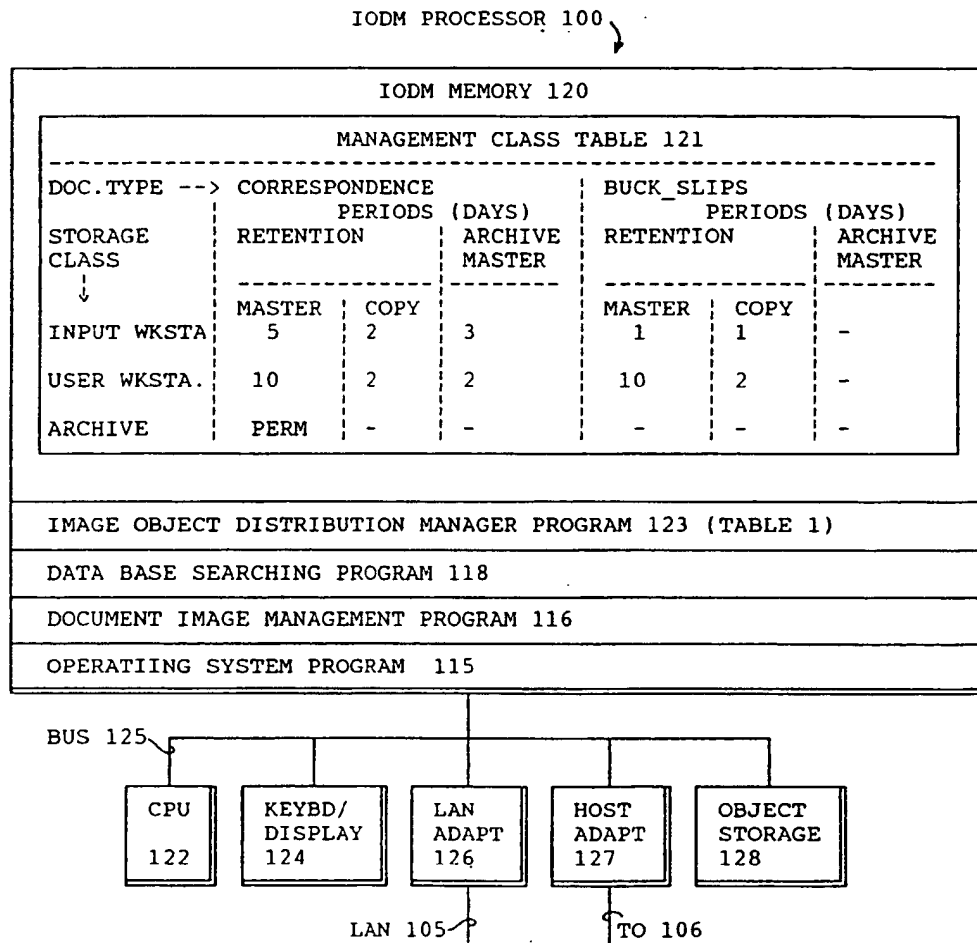 IODM PROCESSOR 100
IODM MEMORY 120
MANAGEMENT CLASS TABLE 121
DOC.TYPE --> CORRESPONDENCE BUCK_SLIPS
PERIODS (DAYS) PERIODS (DAYS)
STORAGE RETENTION ARCHIVE RETENTION ARCHIVE
CLASS MASTER MASTER
MASTER COPY MASTER COPY
INPUT WKSTA 5 2 3 1 1 -
USER WKSTA. 10 2 2 10 2 -
ARCHIVE PERM - - - - -
IMAGE OBJECT DISTRIBUTION MANAGER PROGRAM 123 (TABLE 1)
DATA BASE SEARCHING PROGRAM 118
DOCUMENT IMAGE MANAGEMENT PROGRAM 116
OPERATIING SYSTEM PROGRAM 115
BUS 125
CPU KEYBD/ LAN HOST OBJECT
DISPLAY ADAPT ADAPT STORAGE
122 124 126 127 128
LAN 105 TO 106